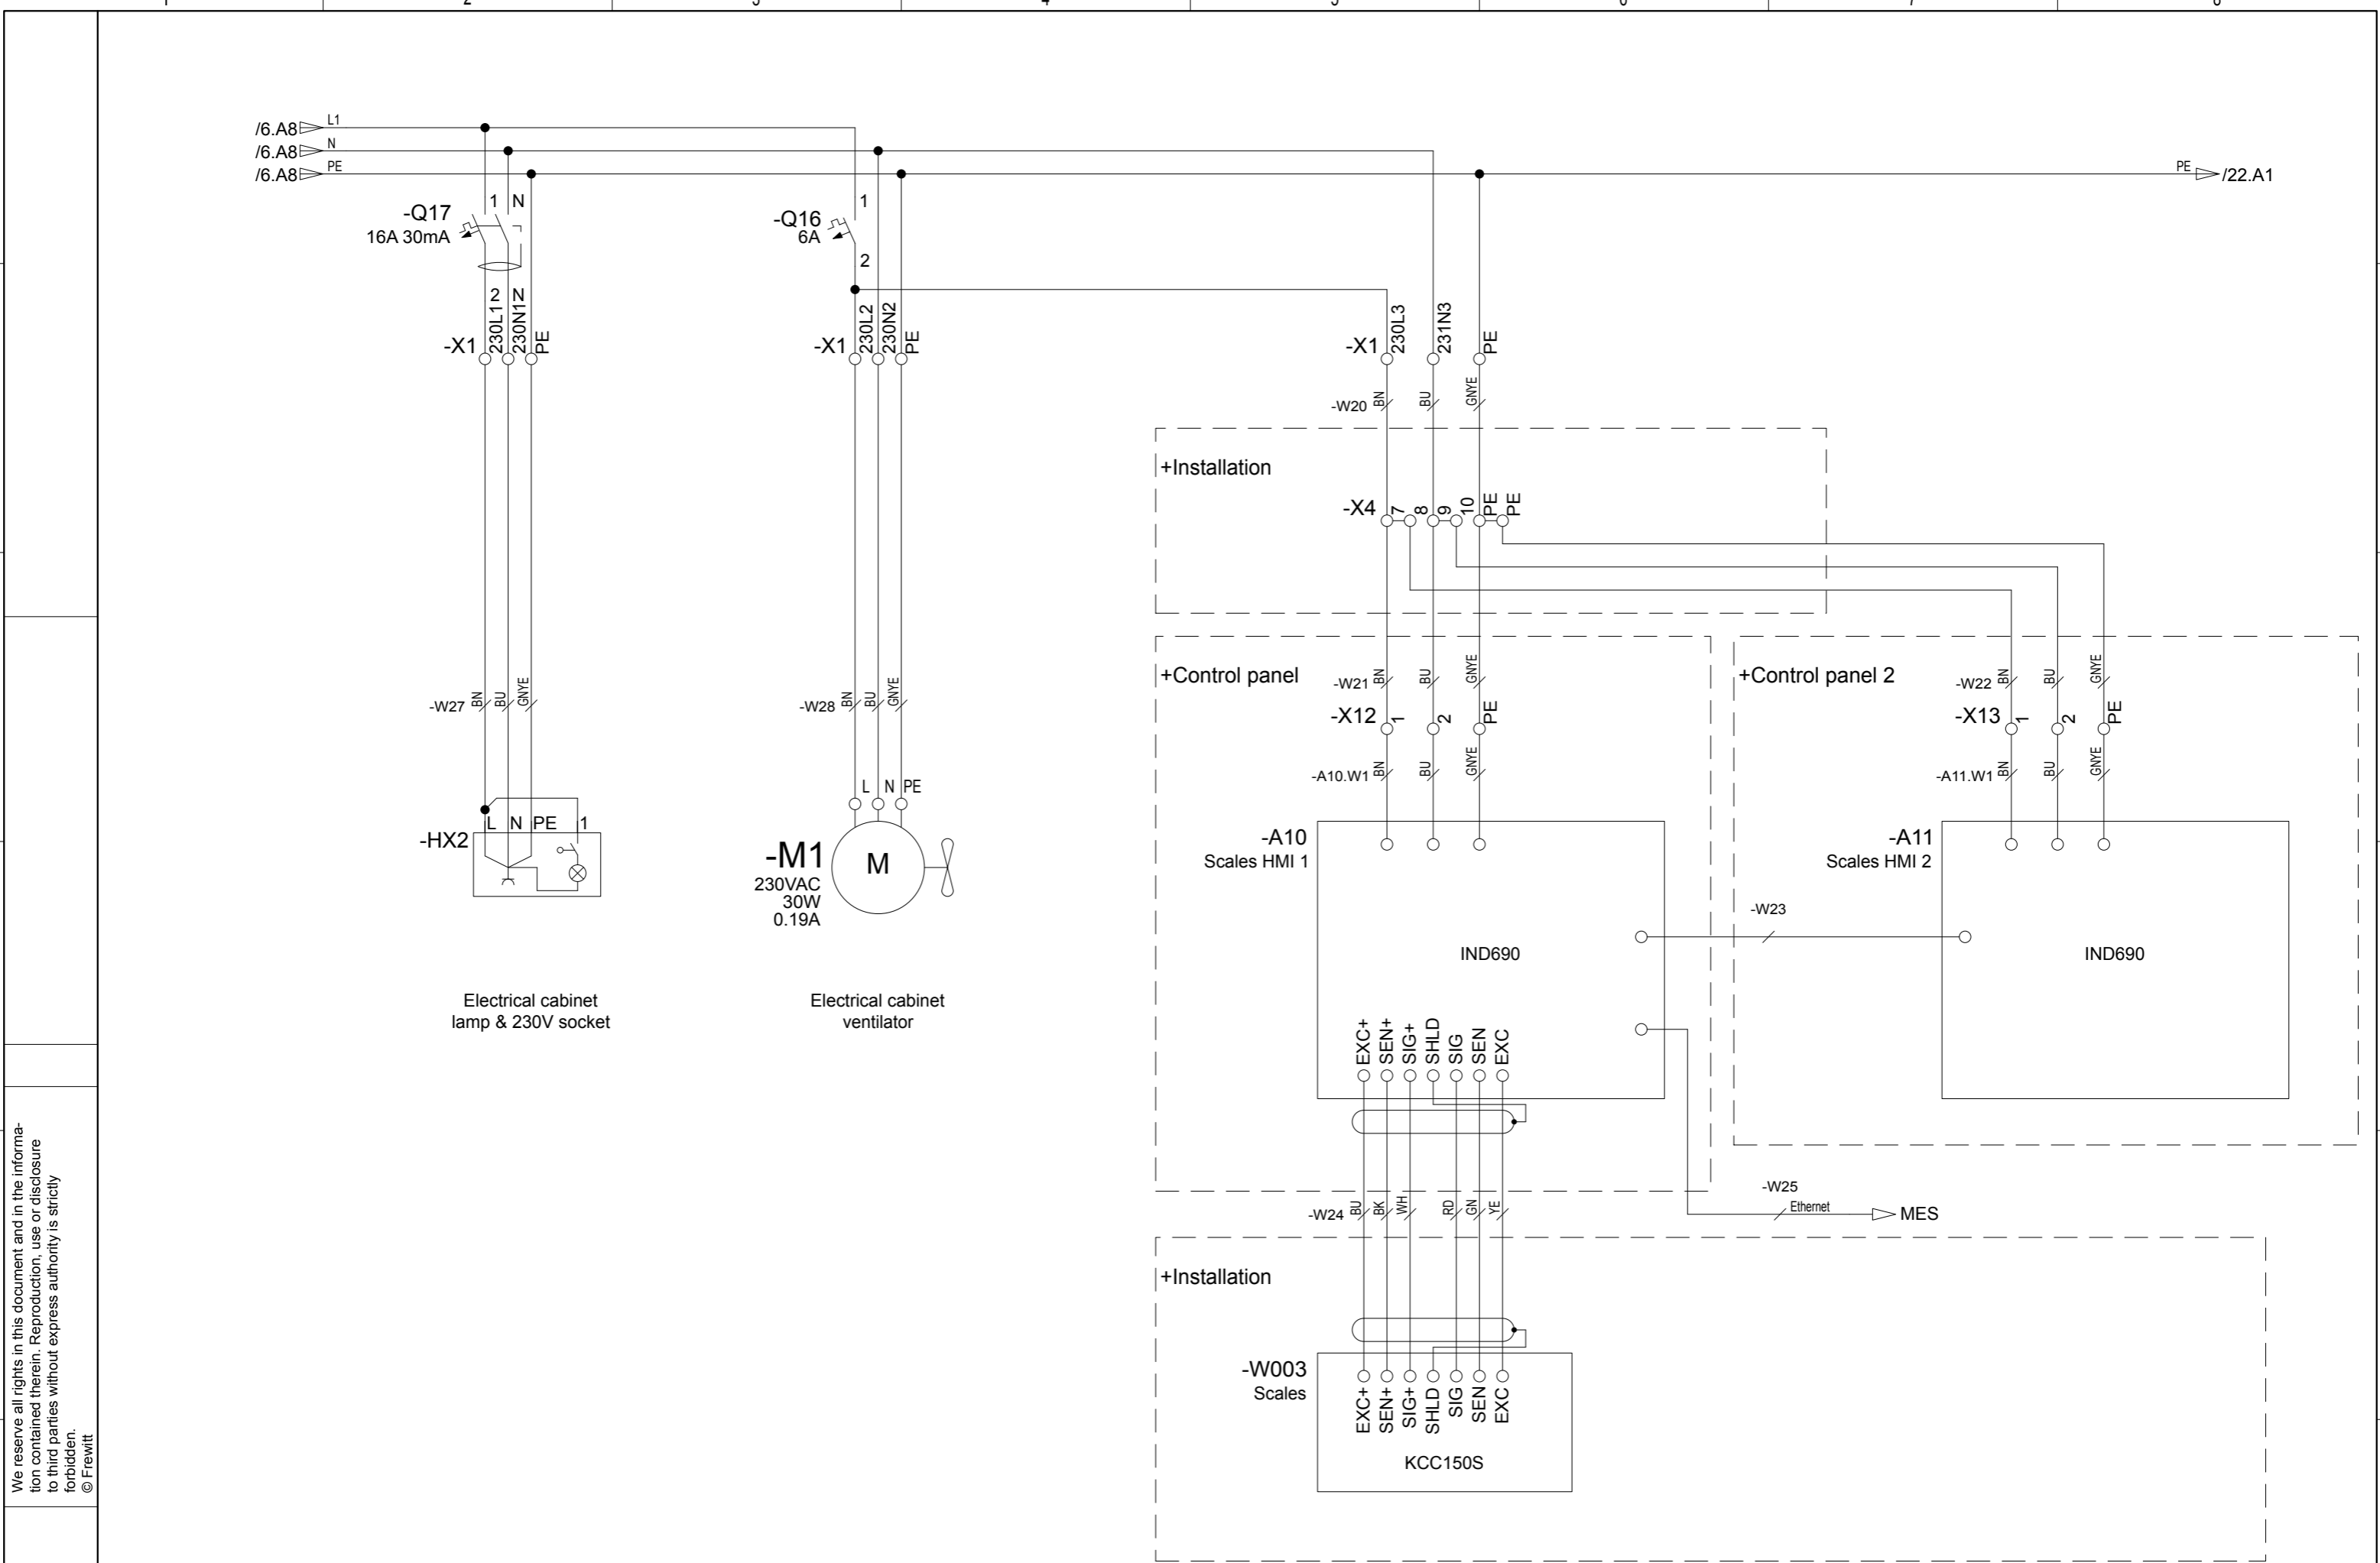 2
3
4
5
6
7
8
/6.A8 L1
/6.A8 N
/6.A8 PE
PE /22.A1
-Q17
16A 30mA
1 N
2 N
-Q16
6A
1
2
-X1 230L1 230N1 PE
-X1 230L2 230N2 PE
-X1 230L3 231N3 PE
-W20 BN BU GNYE
+Installation
-X4 7 8 9 10 PE PE
+Control panel
-W21 BN BU GNYE
-X12 1 2 PE
-A10.W1 BN BU GNYE
+Control panel 2
-W22 BN BU GNYE
-X13 1 2 PE
-A11.W1 BN BU GNYE
-W27 BN BU GNYE
-W28 BN BU GNYE
L N PE 1
-HX2
L N PE
-M1
230VAC
30W
0.19A
M
Electrical cabinet
lamp & 230V socket
Electrical cabinet
ventilator
-A10
Scales HMI 1
IND690
-A11
Scales HMI 2
IND690
-W23
EXC+ SEN+ SIG+ SHLD SIG SEN EXC
-W24 BU BK WH RD GN YE
-W25
Ethernet
MES
+Installation
-W003
Scales
EXC+ SEN+ SIG+ SHLD SIG SEN EXC
KCC150S
We reserve all rights in this document and in the informa-
tion contained therein. Reproduction, use or disclosure
to third parties without express authority is strictly
forbidden.
© Frewitt